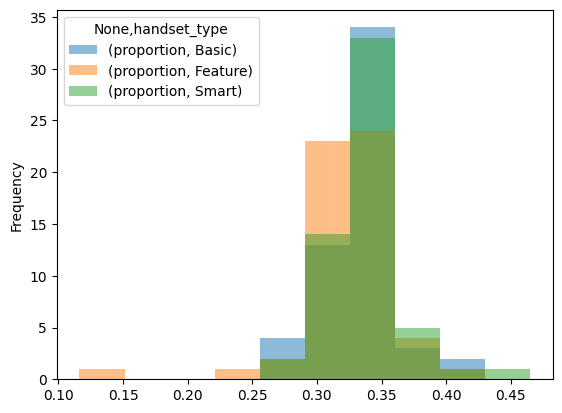 None,handset_type
(proportion, Basic)
(proportion, Feature)
(proportion, Smart)
Frequency
35
30
25
20
15
10
5
0
0.10 0.15 0.20 0.25 0.30 0.35 0.40 0.45